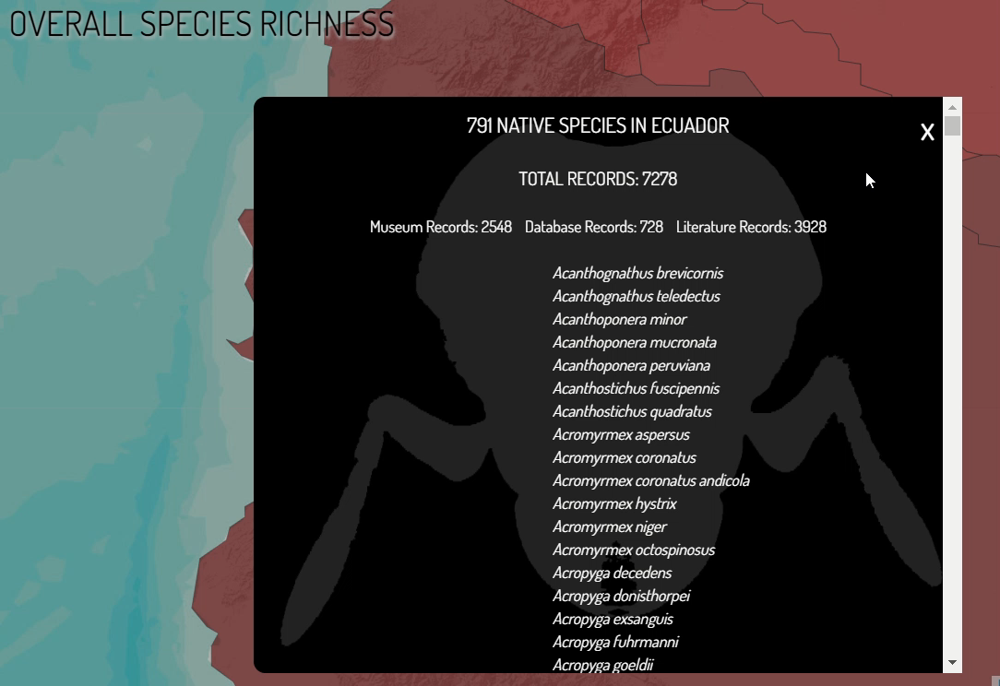 OVERALL SPECIES RICHNESS
791 NATIVE SPECIES IN ECUADOR
X
TOTAL RECORDS: 7278
Museum Records: 2548 Database Records: 728 Literature Records: 3928
Acanthognathus brevicornis
Acanthognathus teledectus
Acanthoponera minor
Acanthoponera mucronata
Acanthoponera peruviana
Acanthostichus fuscipennis
Acanthostichus quadratus
Acromyrmex aspersus
Acromyrmex coronatus
Acromyrmex coronatus andicola
Acromyrmex hystrix
Acromyrmex niger
Acromyrmex octospinosus
Acropyga decedens
Acropyga donisthorpei
Acropyga exsanguis
Acropyga fuhrmanni
Acropyga goeldii